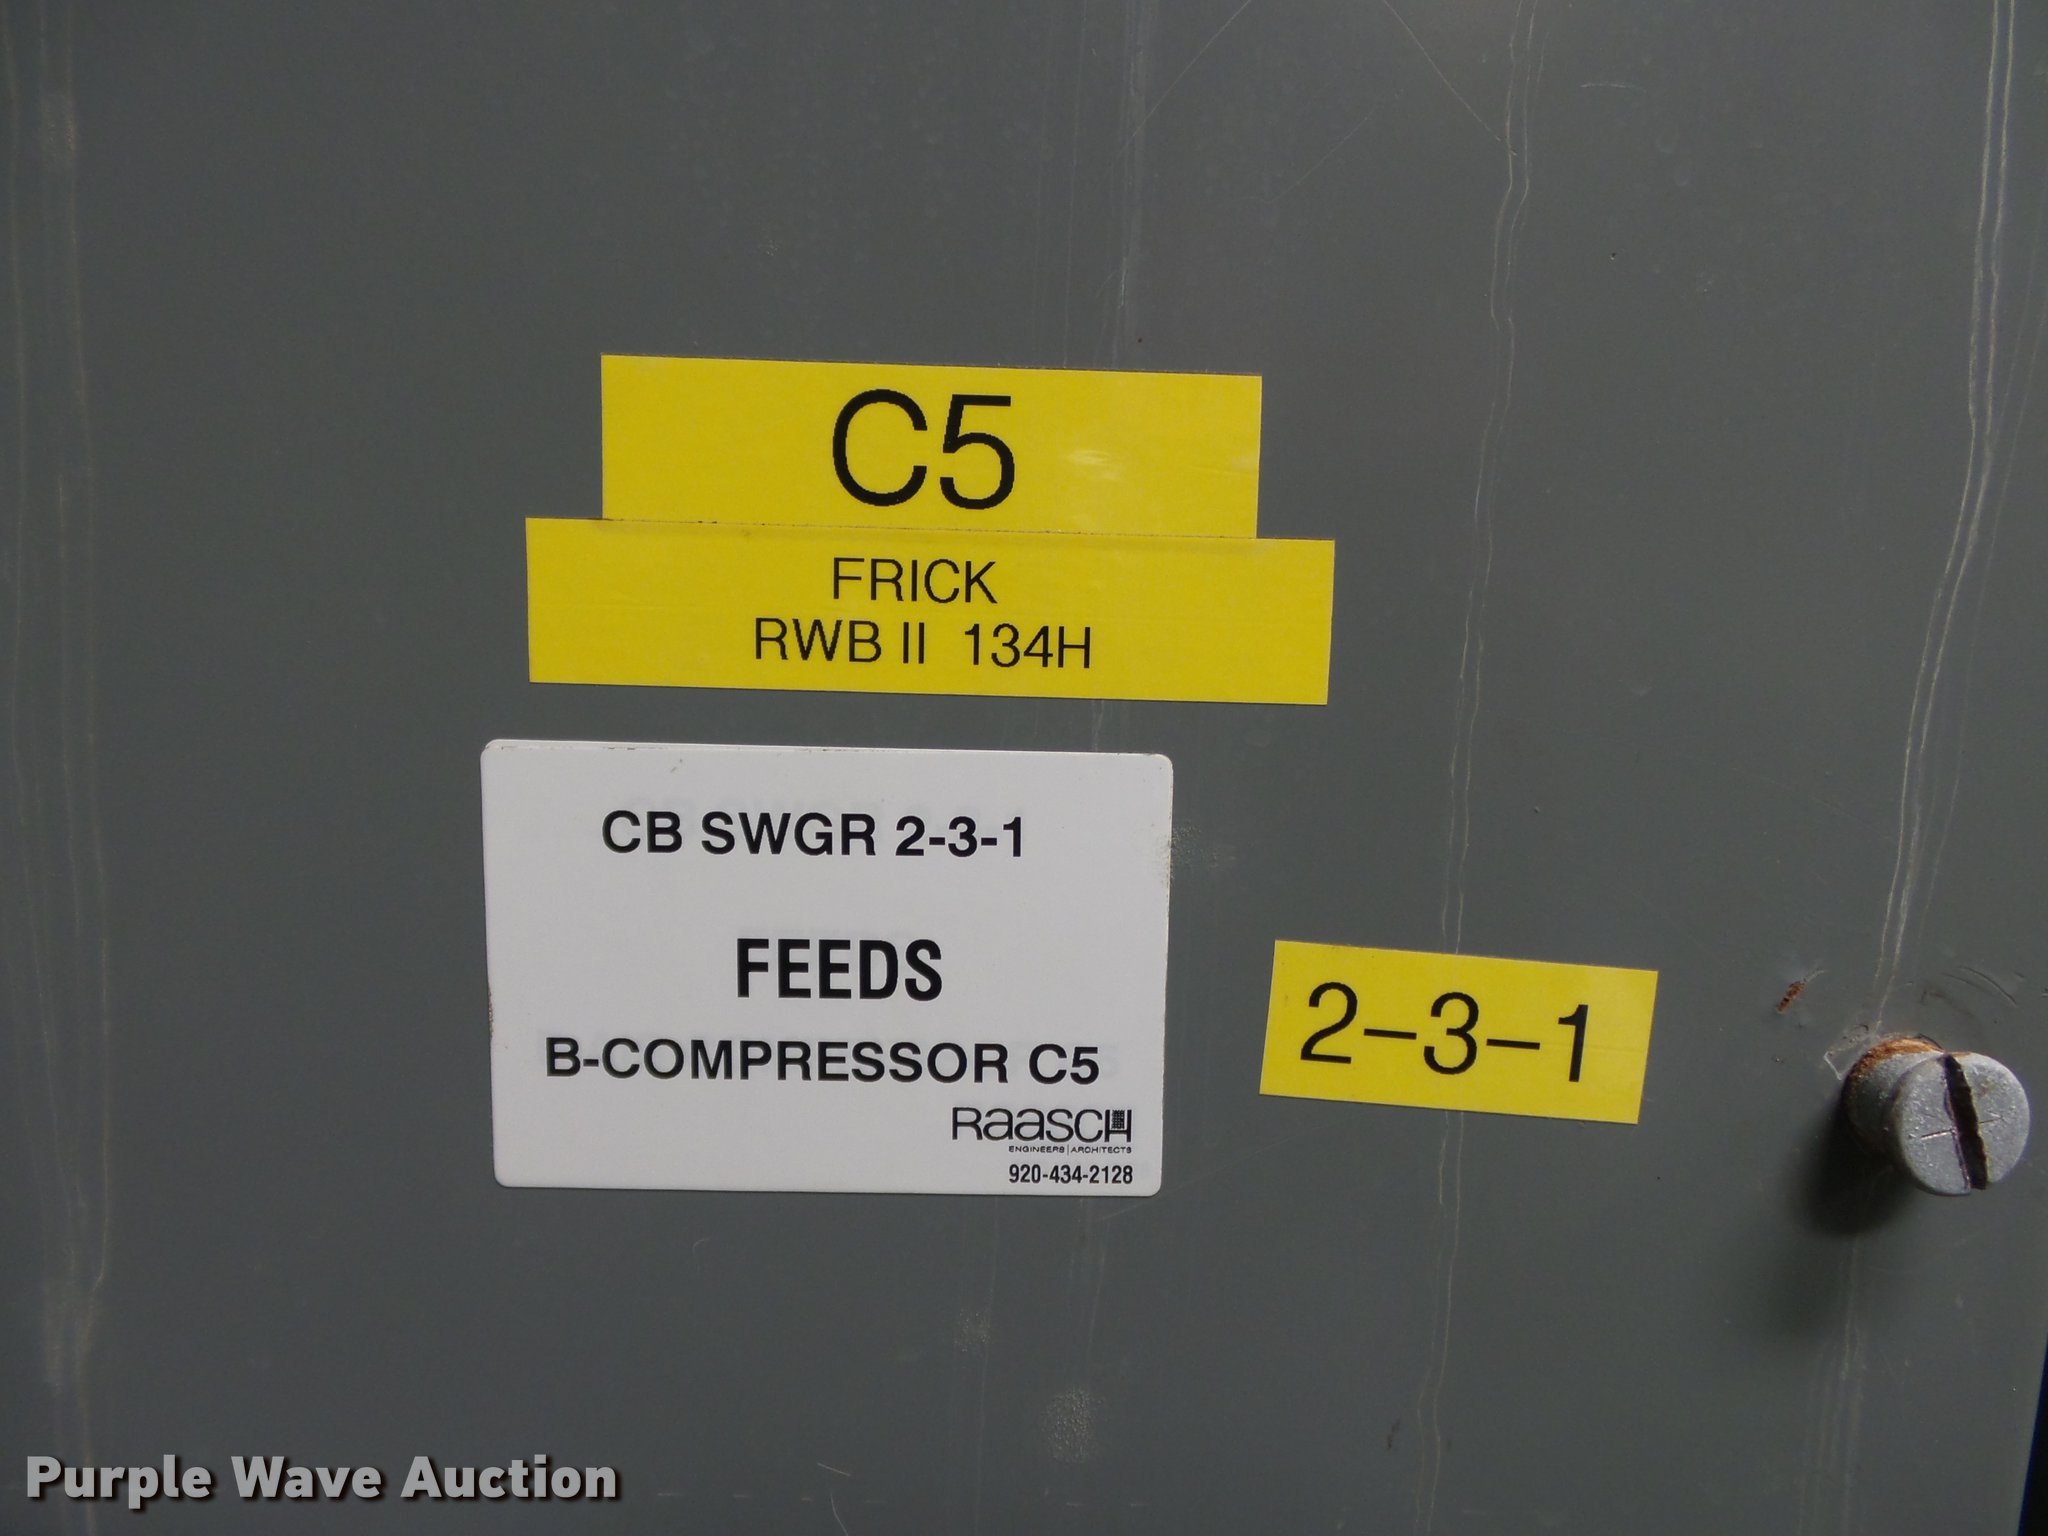 C5
FRICK
RWB II 134H
CB SWGR 2-3-1
FEEDS
B-COMPRESSOR C5
RaaSCH
ENGINEERS | ARCHITECTS
920-434-2128
2-3-1
Purple Wave Auction